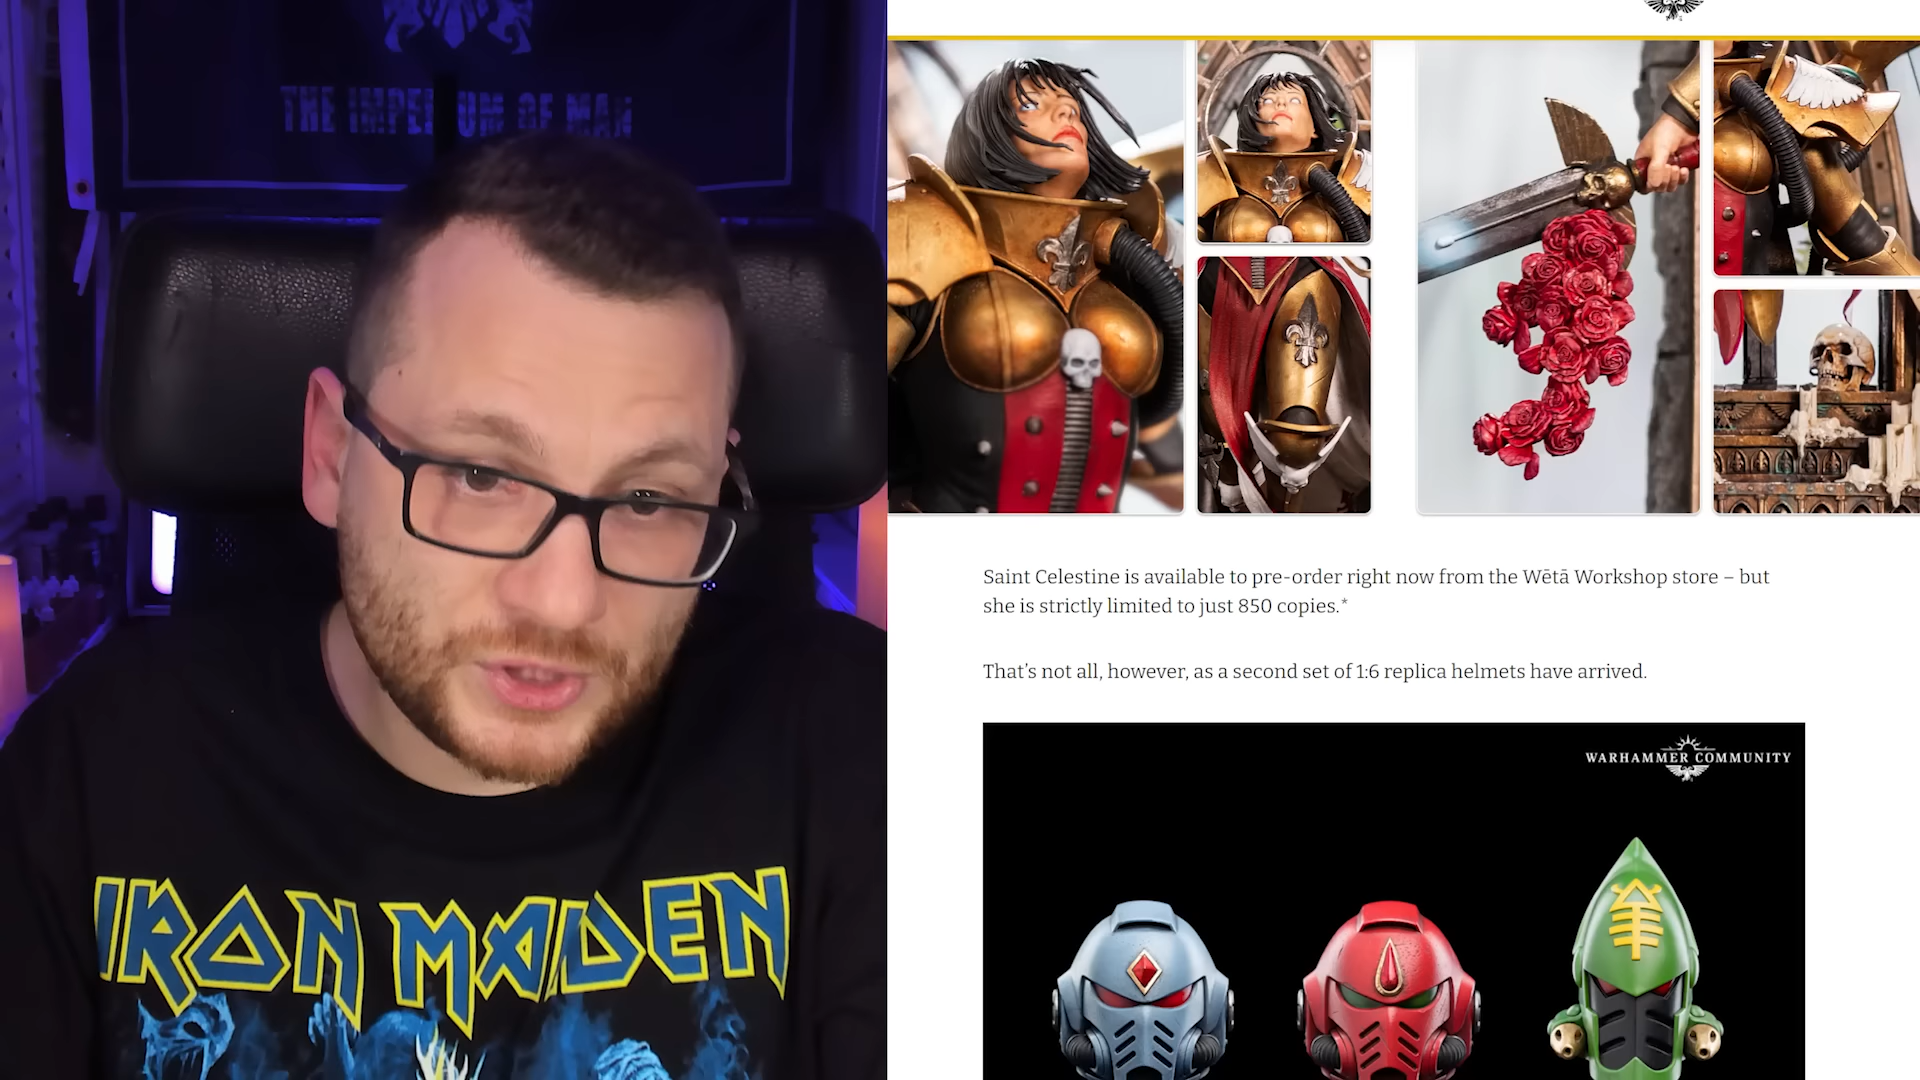 THE IMPERIUM OF MAN
IRON MAIDEN
Saint Celestine is available to pre-order right now from the Wētā Workshop store – but
she is strictly limited to just 850 copies.*
That's not all, however, as a second set of 1:6 replica helmets have arrived.
WARHAMMER COMMUNITY